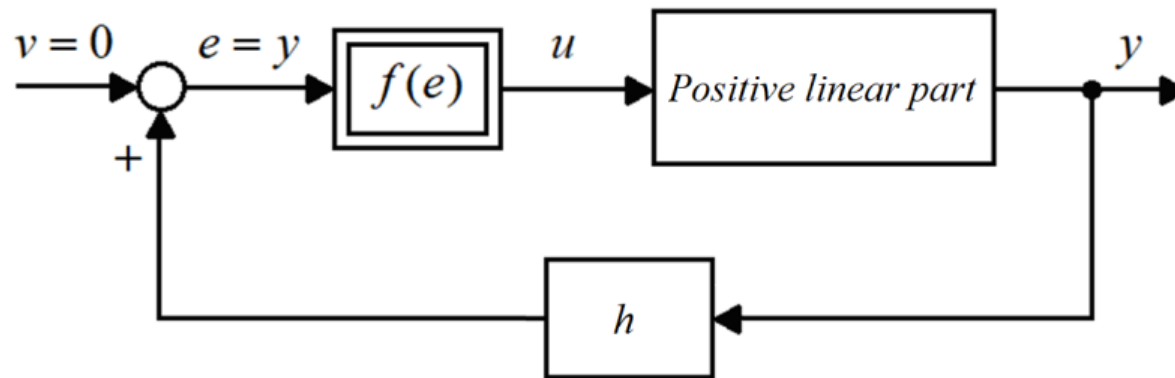 v = 0
e = y
f(e)
u
Positive linear part
y
+
h